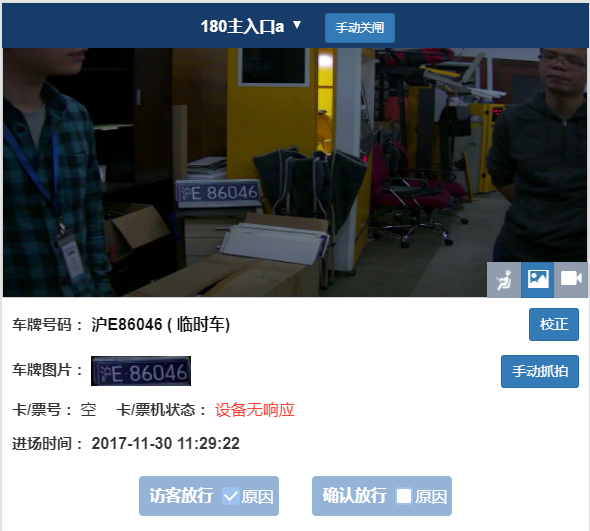 180主入口a ▼ 手动关闸
沪E 86046
车牌号码： 沪E86046 ( 临时车) 校正
车牌图片： 沪E 86046 手动抓拍
卡/票号： 空 卡/票机状态： 设备无响应
进场时间： 2017-11-30 11:29:22
访客放行 原因 确认放行 原因